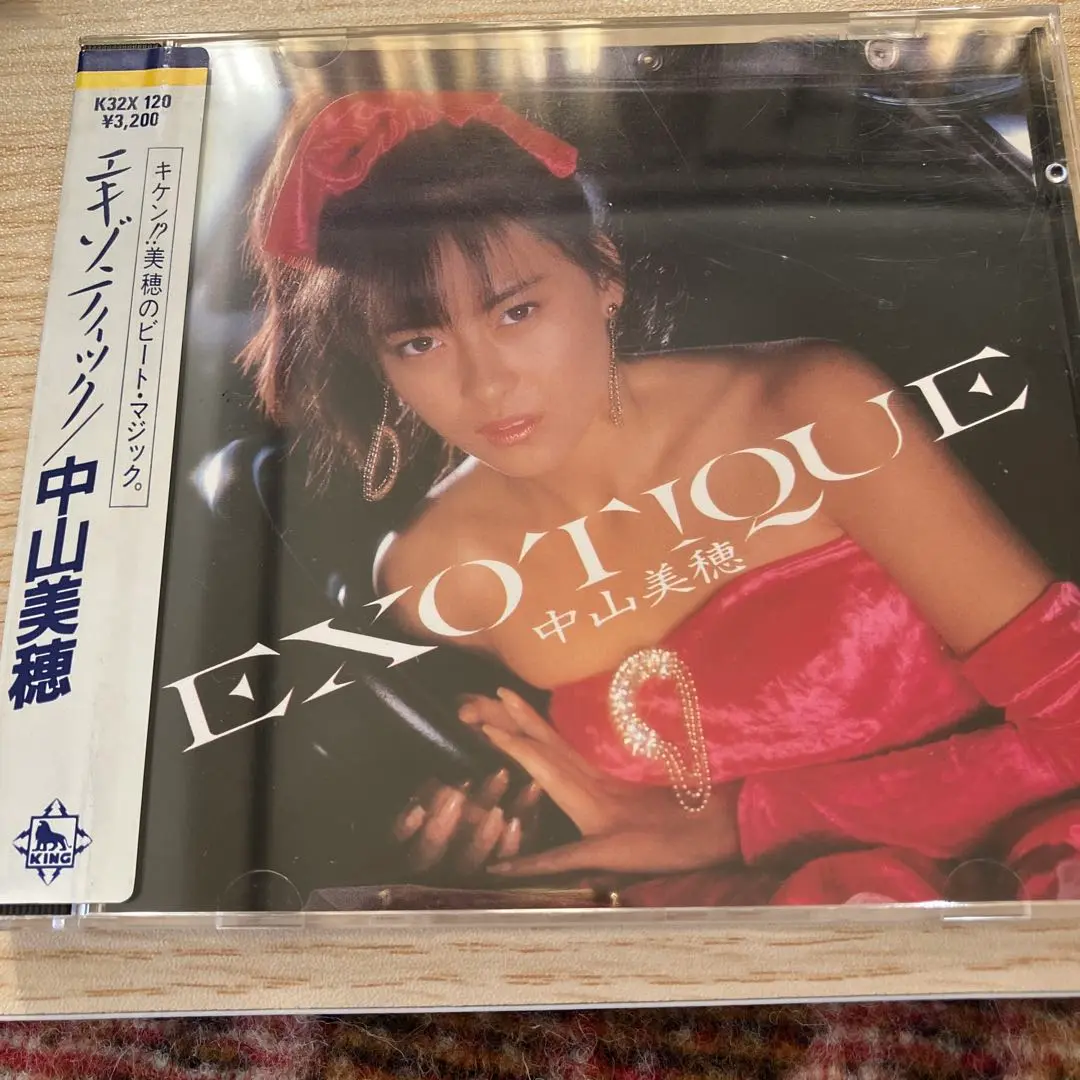 K32X 120
¥3,200
キケン!?美穂のビート・マジック。
エキゾティック/中山美穂
KING
EXOTIQUE
中山美穂